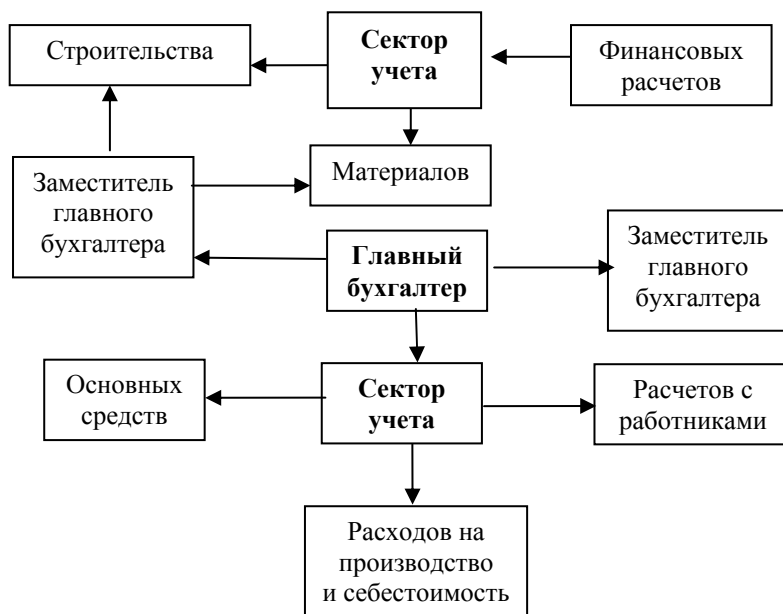 Строительства
Сектор
учета
Финансовых
расчетов
Заместитель
главного
бухгалтера
Материалов
Главный
бухгалтер
Заместитель
главного
бухгалтера
Основных
средств
Сектор
учета
Расчетов с
работниками
Расходов на
производство
и себестоимость